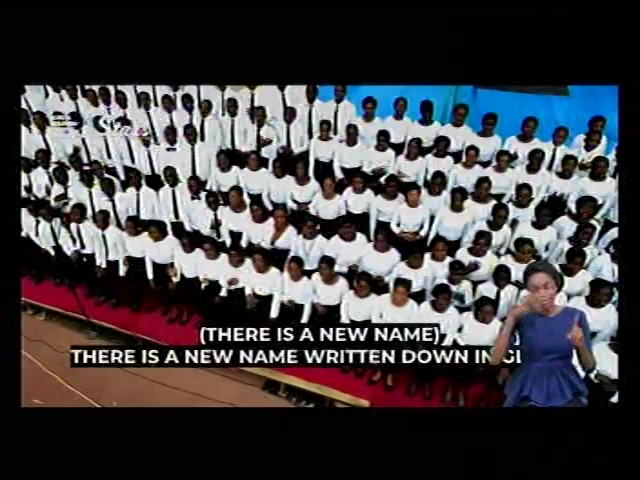 (THERE IS A NEW NAME)
THERE IS A NEW NAME WRITTEN DOWN IN